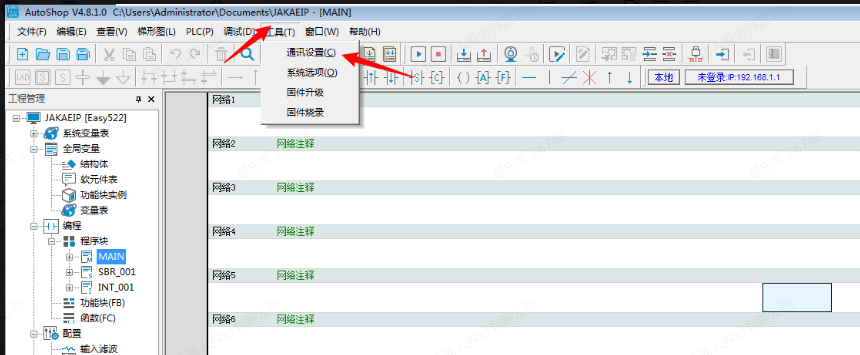 AutoShop V4.8.1.0  C:\Users\Administrator\Documents\JAKAEIP - [MAIN]
文件(F) 编辑(E) 查看(V) 梯形图(L) PLC(P) 调试(D) 工具(T) 窗口(W) 帮助(H)
通讯设置(C)
系统选项(O)
固件升级
固件烧录
LAD
TEST
本地 未登录:IP:192.168.1.1
工程管理
JAKAEIP [Easy522]
系统变量表
全局变量
结构体
软元件表
功能块实例
变量表
编程
程序块
MAIN
SBR_001
INT_001
功能块(FB)
函数(FC)
配置
输入滤波
网络1
网络2 网络注释
网络3 网络注释
网络4 网络注释
网络5 网络注释
网络6 网络注释